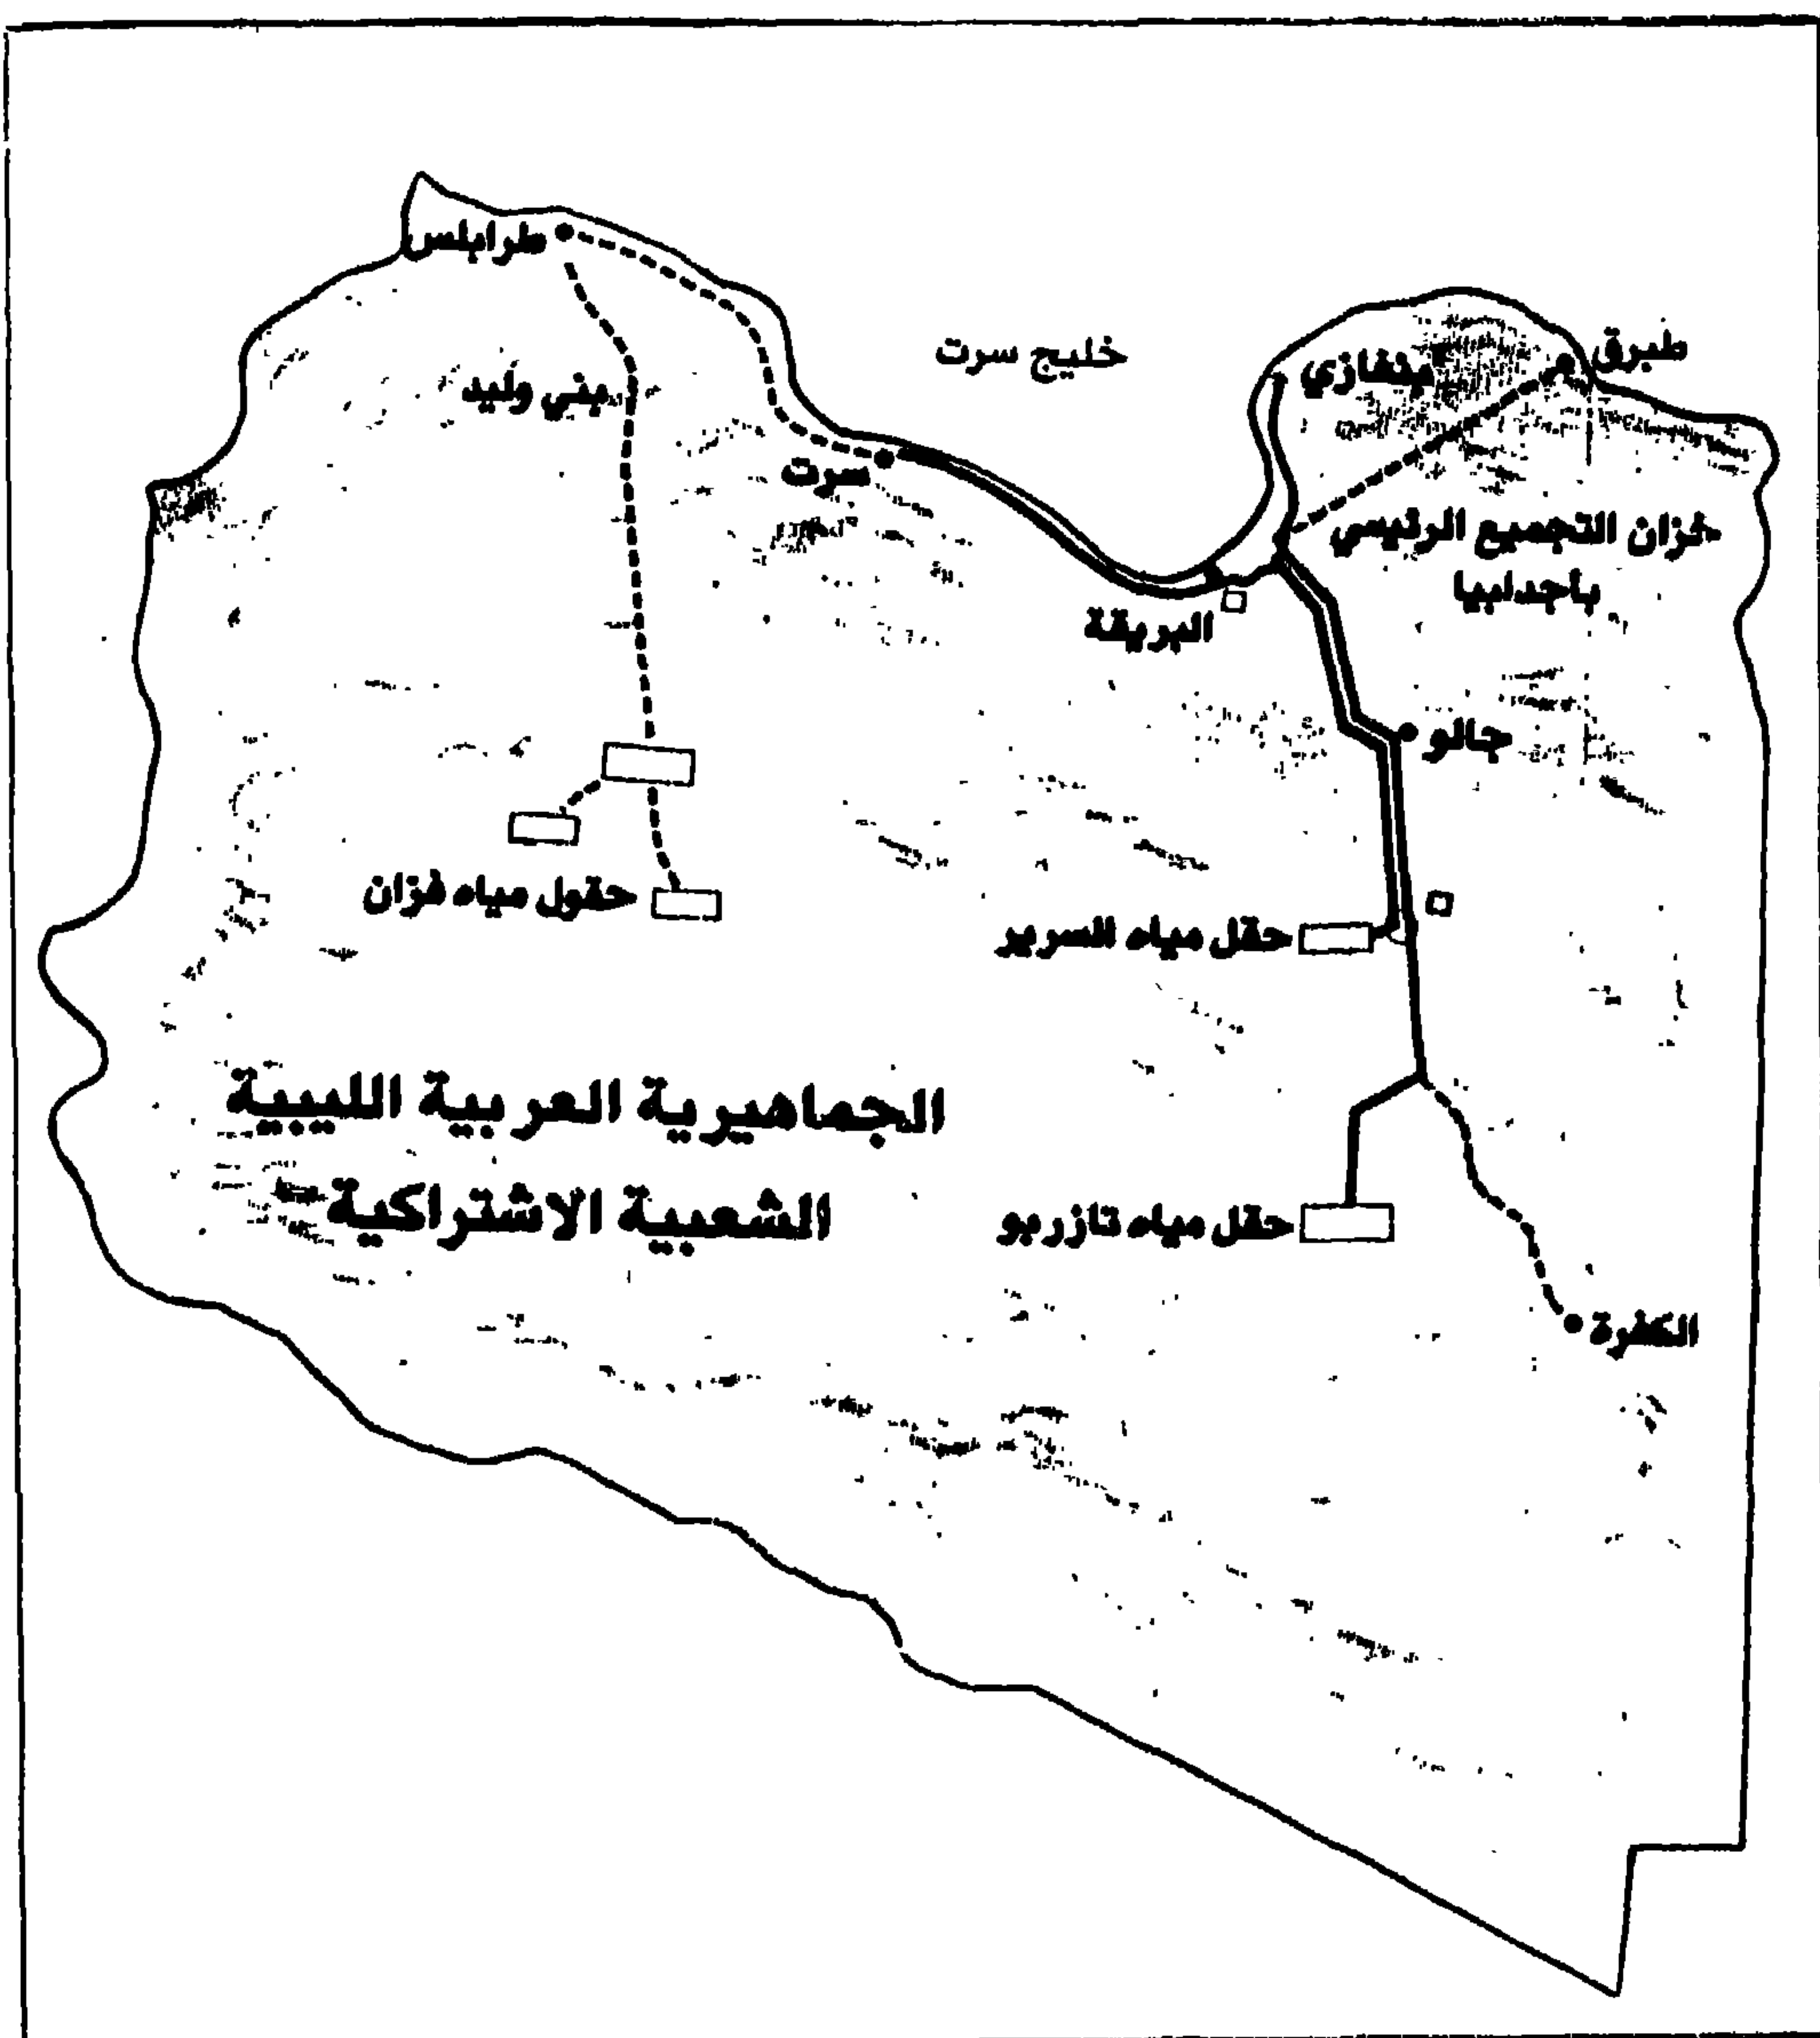 طرابلس
خليج سرت
بنغازي
طبرق
بني وليد
سرت
خزان التجميع الرئيسي
باجدابيا
البريقة
جالو
حقول مياه فزان
حقل مياه السرير
الجماهيرية العربية الليبية
الشعبية الاشتراكية
حقل مياه تازربو
الكفرة